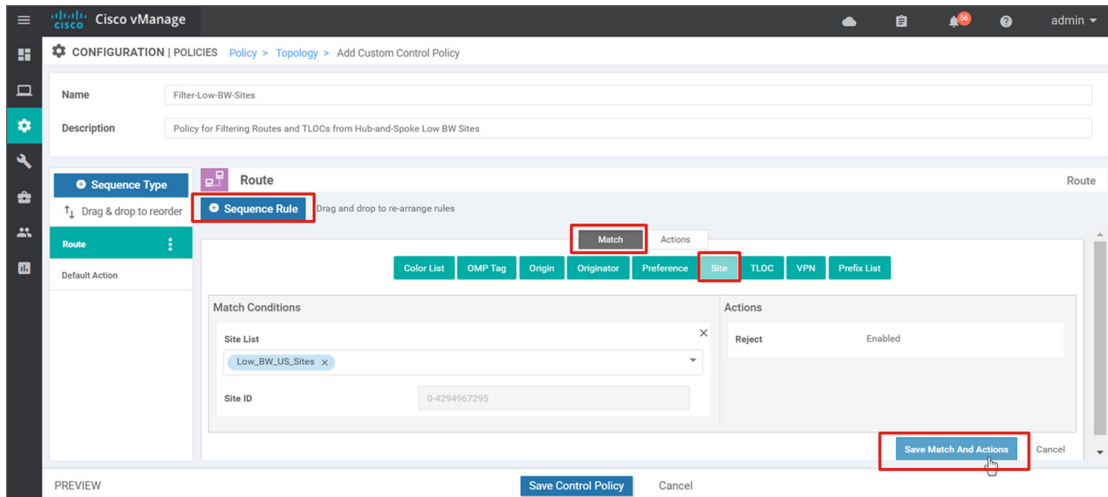 CISCO Cisco vManage 56 admin
CONFIGURATION | POLICIES Policy > Topology > Add Custom Control Policy
Name Filter-Low-BW-Sites
Description Policy for Filtering Routes and TLOCs from Hub-and-Spoke Low BW Sites
Sequence Type Route Route
Drag & drop to reorder Sequence Rule Drag and drop to re-arrange rules
Route Match Actions
Default Action Color List OMP Tag Origin Originator Preference Site TLOC VPN Prefix List
Match Conditions Actions
Site List Reject Enabled
Low_BW_US_Sites
Site ID 0-4294967295
Save Match And Actions Cancel
PREVIEW Save Control Policy Cancel